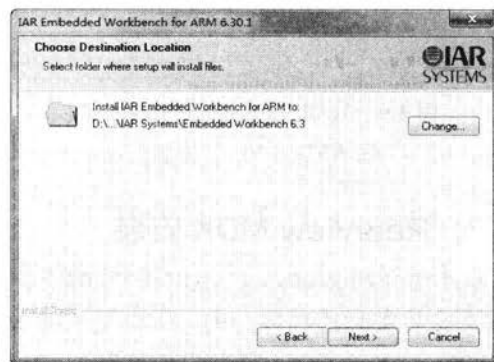 IAR Embedded Workbench for ARM 6.30.1
Choose Destination Location
Select folder where setup will install files.
IAR
SYSTEMS
Install IAR Embedded Workbench for ARM to:
D:\...\IAR Systems\Embedded Workbench 6.3
Change...
InstallShield
< Back
Next >
Cancel